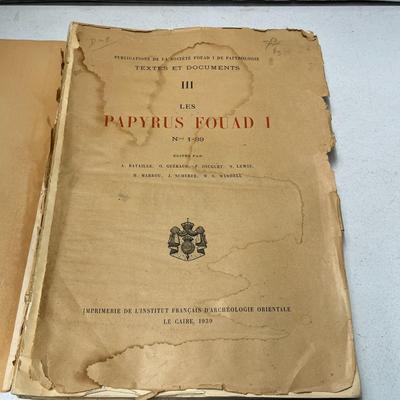 PUBLICATIONS DE LA SOCIÉTÉ FOUAD I DE PAPYROLOGIE
TEXTES ET DOCUMENTS
III
LES
PAPYRUS FOUAD I
Nos 1-89
ÉDITÉS PAR
A. BATAILLE, O. GUÉRAUD, P. JOUGUET, N. LEWIS,
H. MARROU, J. SCHERER, W. G. WADDELL
IMPRIMERIE DE L'INSTITUT FRANÇAIS D'ARCHÉOLOGIE ORIENTALE
LE CAIRE, 1939